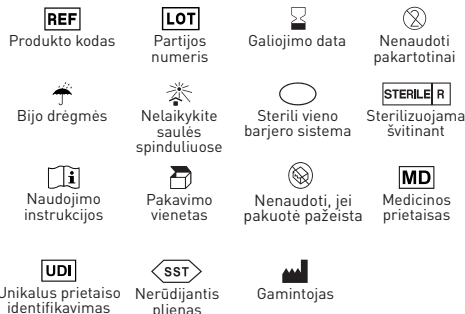 REF
LOT
2
Produkto kodas
Partijos
numeris
Galiojimo data
Nenaudoti
pakartotinai
STERILE R
Bijo drėgmės
Nelaikykite
saulės
spinduliuose
Sterili vieno
barjero sistema
Sterilizuojama
švitinant
i
MD
Naudojimo
instrukcijos
Pakavimo
vienetas
Nenaudoti, jei
pakuotė pažeista
Medicinos
prietaisas
UDI
SST
Unikalus prietaiso
identifikavimas
Nerūdijantis
plienas
Gamintojas